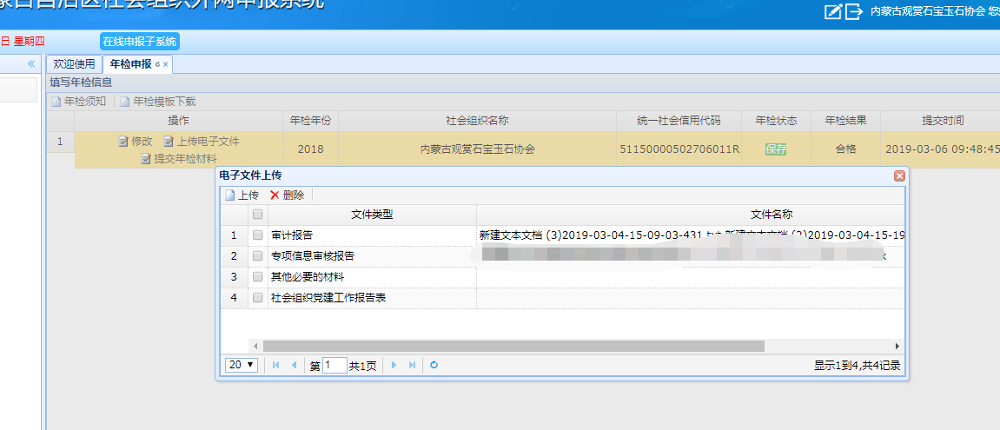 蒙古自治区社会组织外网申报系统
内蒙古观赏石宝玉石协会 您
日 星期四
在线申报子系统
欢迎使用 年检申报
填写年检信息
年检须知 年检模板下载
操作 年检年份 社会组织名称 统一社会信用代码 年检状态 年检结果 提交时间
1 修改 上传电子文件 提交年检材料 2018 内蒙古观赏石宝玉石协会 51150000502706011R 保存 合格 2019-03-06 09:48:45
电子文件上传
上传 删除
文件类型 文件名称
1 审计报告 新建文本文档 (3)2019-03-04-15-09-03-431.txt 新建文本文档 (3)2019-03-04-15-19
2 专项信息审核报告 x
3 其他必要的材料
4 社会组织党建工作报告表
20 第 1 共1页 显示1到4,共4记录